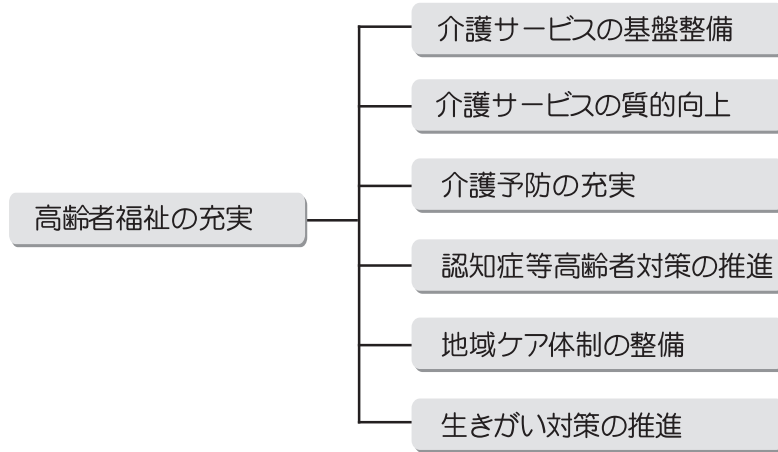 高齢者福祉の充実
介護サービスの基盤整備
介護サービスの質的向上
介護予防の充実
認知症等高齢者対策の推進
地域ケア体制の整備
生きがい対策の推進